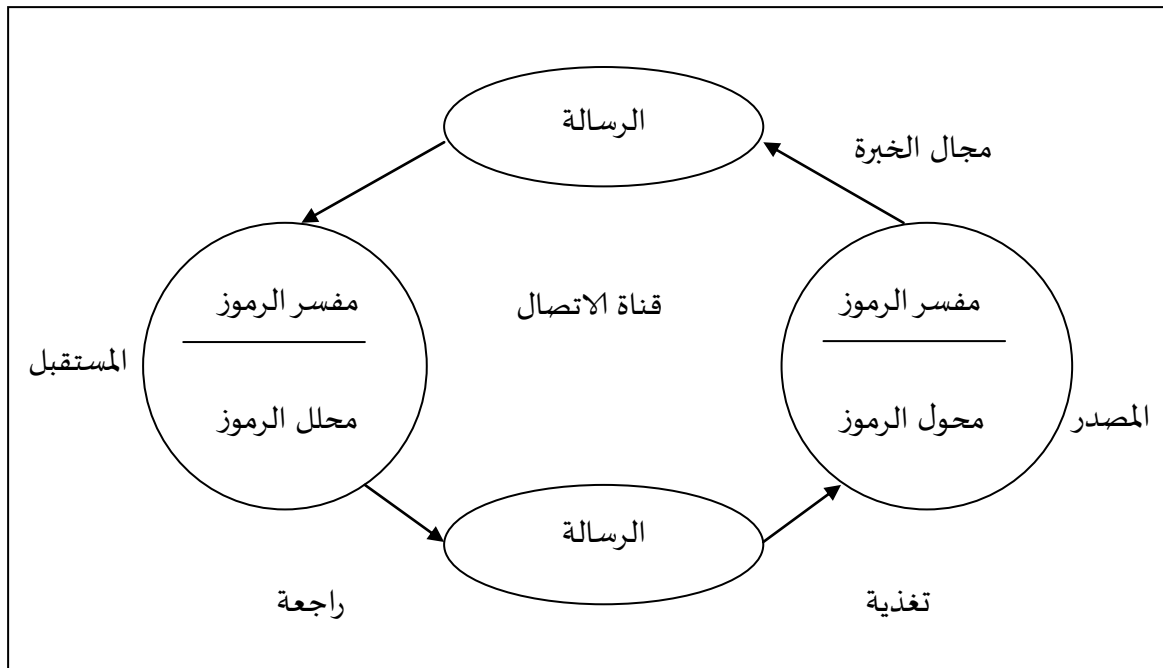 الرسالة
مجال الخبرة
مفسر الرموز
قناة الاتصال
مفسر الرموز
المصدر
المستقبل
محول الرموز
محلل الرموز
الرسالة
تغذية
راجعة